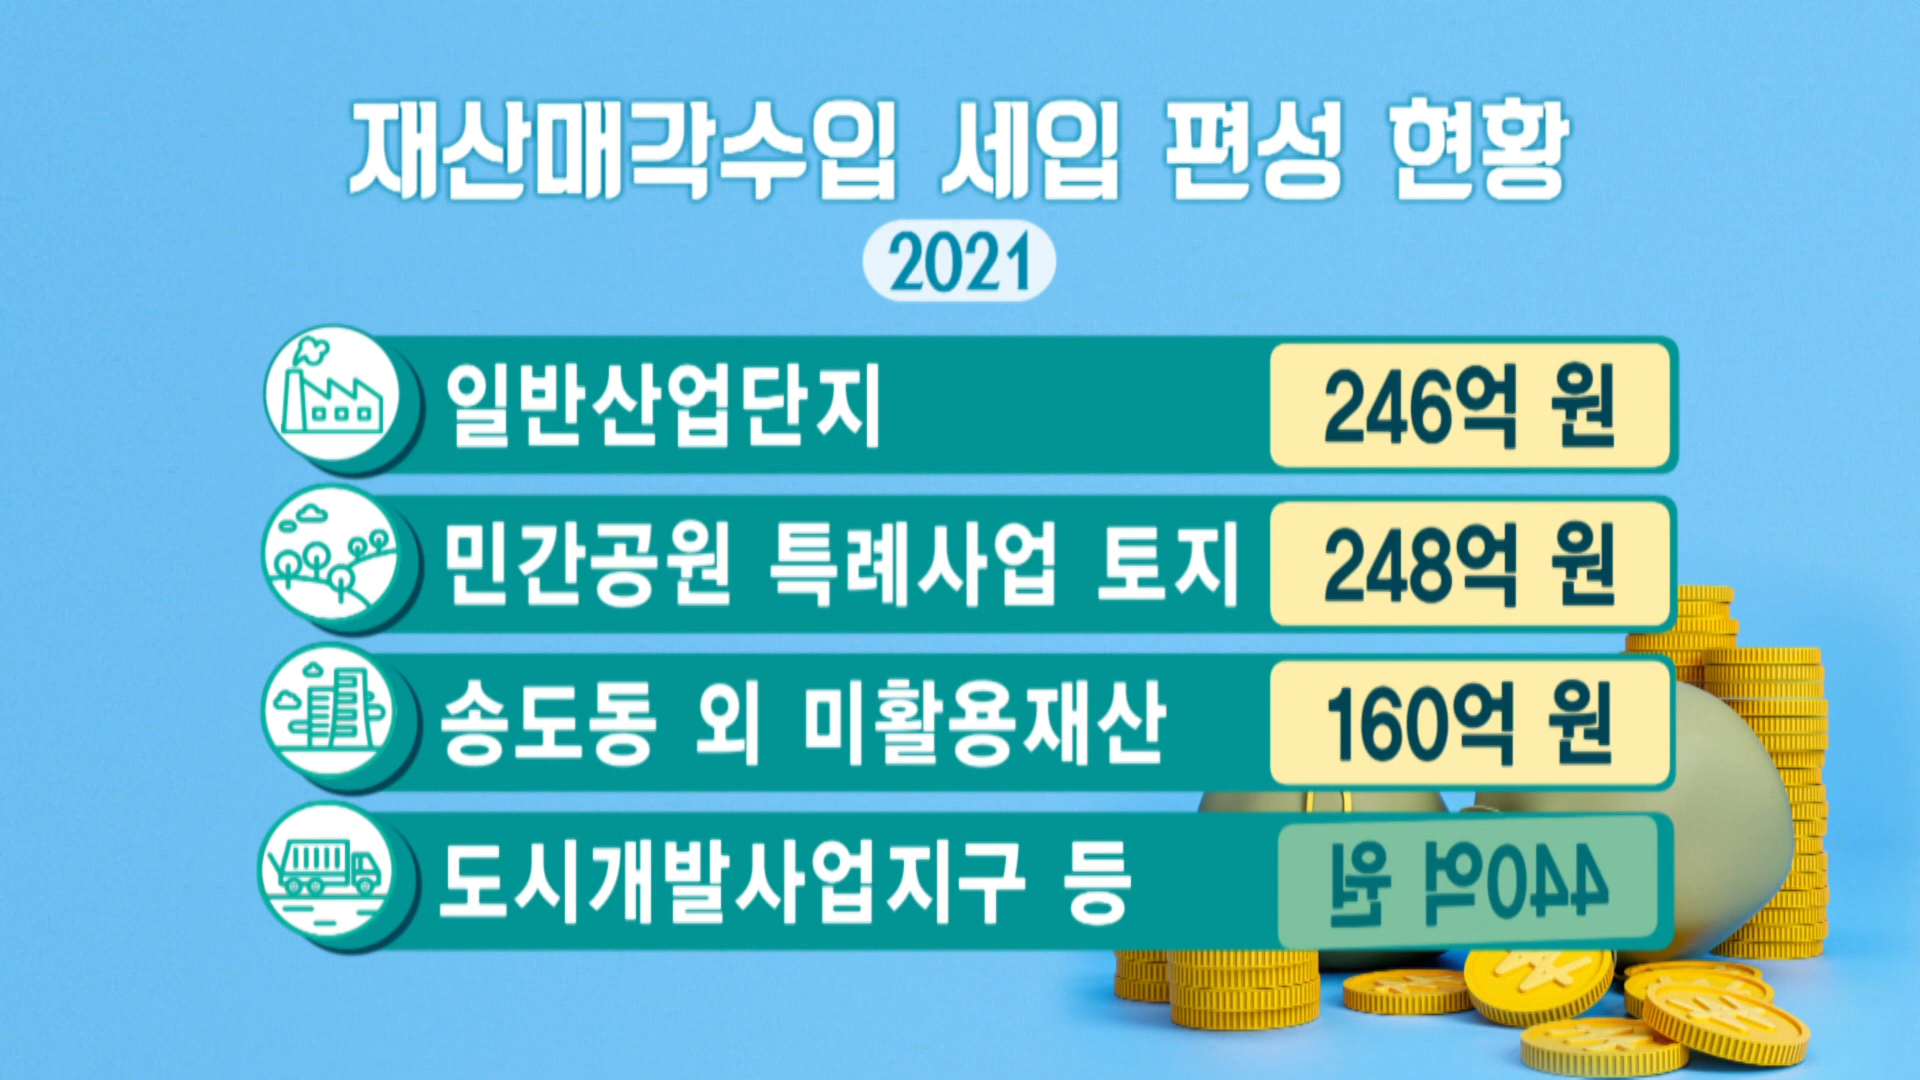 재산매각수입 세입 편성 현황
2021
일반산업단지 246억 원
민간공원 특례사업 토지 248억 원
송도동 외 미활용재산 160억 원
도시개발사업지구 등 440억 원